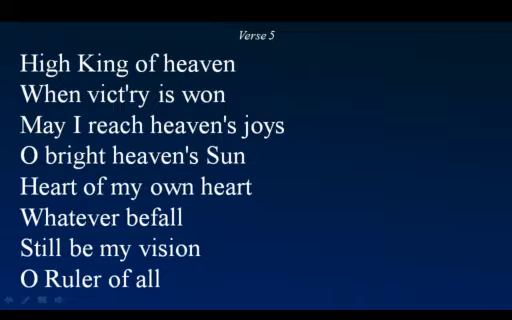 Verse 5
High King of heaven
When vict'ry is won
May I reach heaven's joys
O bright heaven's Sun
Heart of my own heart
Whatever befall
Still be my vision
O Ruler of all